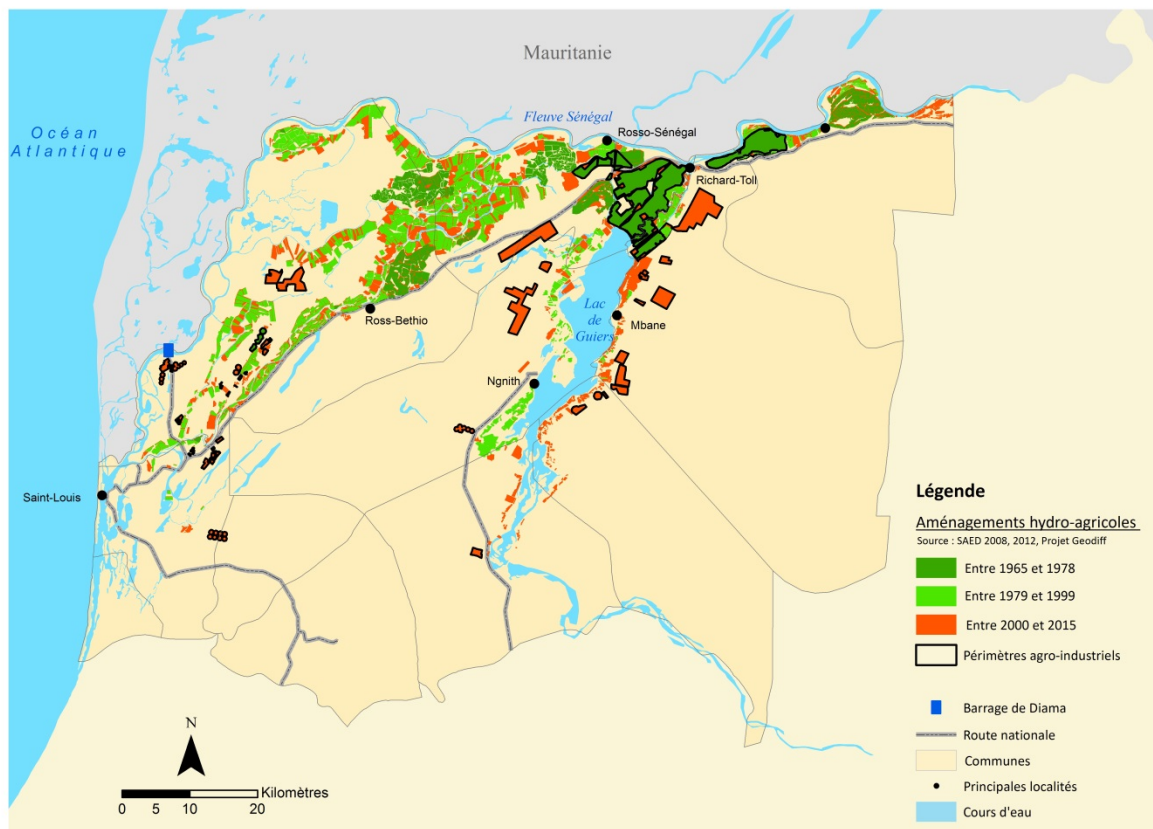 Mauritanie
Océan
Atlantique
Fleuve Sénégal
Rosso-Sénégal
Richard-Toll
Ross-Bethio
Lac
de
Guiers
Mbane
Ngnith
Saint-Louis
N
Kilomètres
0 5 10 20
Légende
Aménagements hydro-agricoles
Source : SAED 2008, 2012, Projet Geodiff
Entre 1965 et 1978
Entre 1979 et 1999
Entre 2000 et 2015
Périmètres agro-industriels
Barrage de Diama
Route nationale
Communes
Principales localités
Cours d'eau